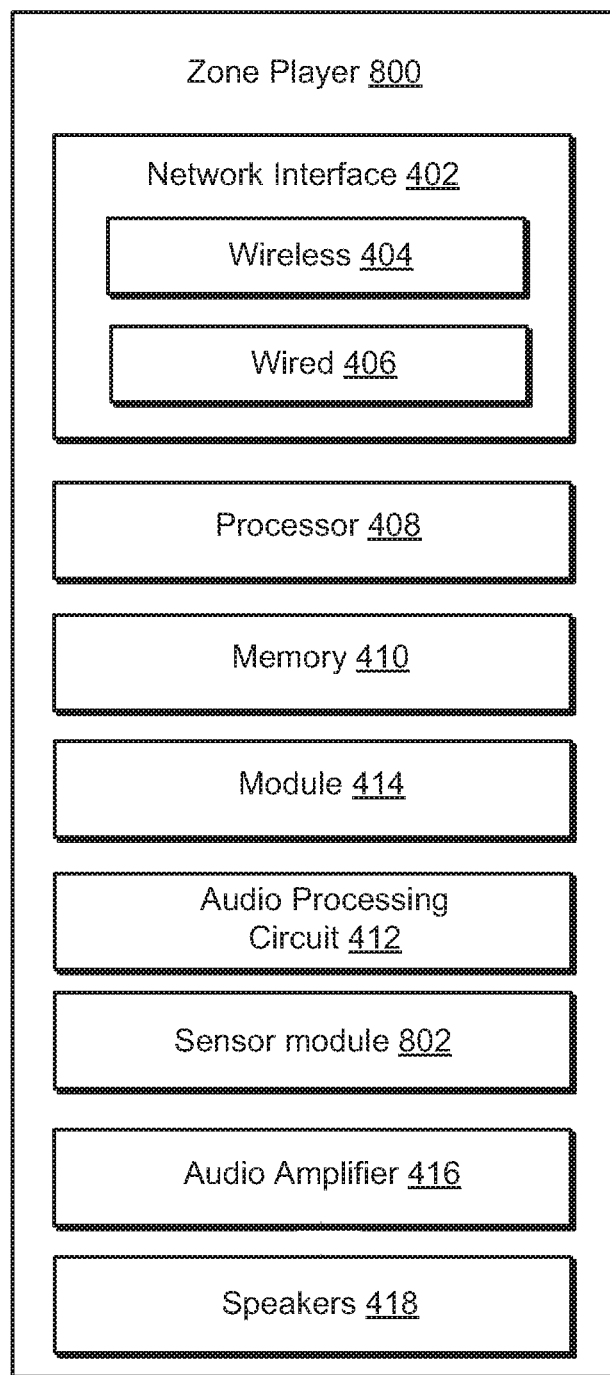 Zone Player 800
Network Interface 402
Wireless 404
Wired 406
Processor 408
Memory 410
Module 414
Audio Processing
Circuit 412
Sensor module 802
Audio Amplifier 416
Speakers 418